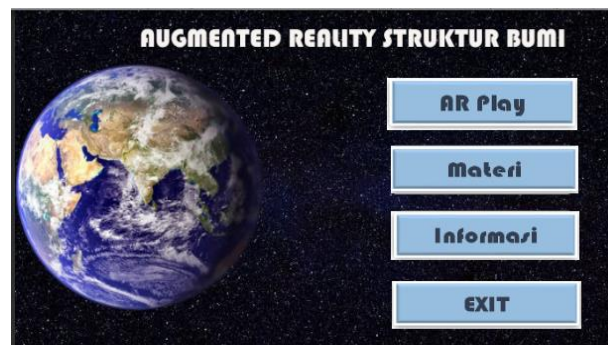 AUGMENTED REALITY STRUKTUR BUMI
AR Play
Materi
Informasi
EXIT